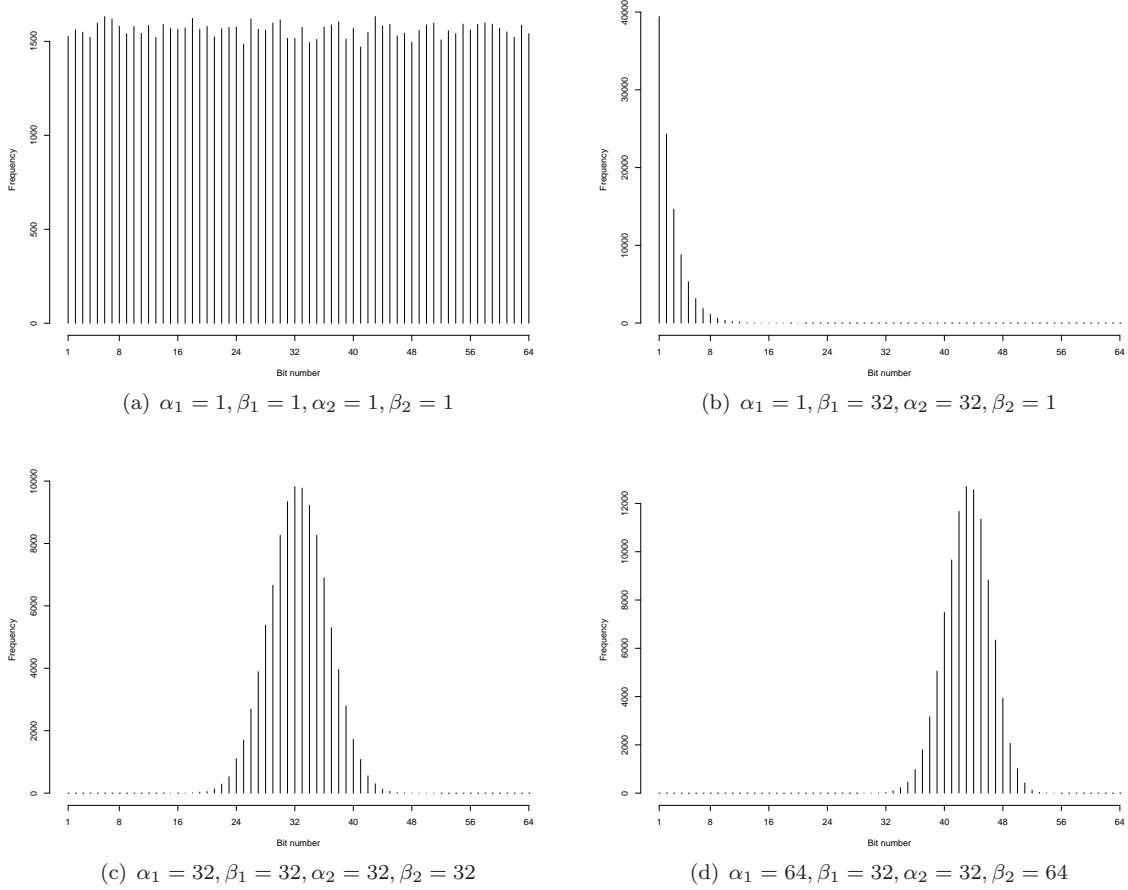 0 500 1000 1500
Frequency
1 8 16 24 32 40 48 56 64
Bit number
(a) α₁ = 1, β₁ = 1, α₂ = 1, β₂ = 1
0 10000 20000 30000 40000
Frequency
1 8 16 24 32 40 48 56 64
Bit number
(b) α₁ = 1, β₁ = 32, α₂ = 32, β₂ = 1
0 2000 4000 6000 8000 10000
Frequency
1 8 16 24 32 40 48 56 64
Bit number
(c) α₁ = 32, β₁ = 32, α₂ = 32, β₂ = 32
0 2000 4000 6000 8000 10000 12000
Frequency
1 8 16 24 32 40 48 56 64
Bit number
(d) α₁ = 64, β₁ = 32, α₂ = 32, β₂ = 64